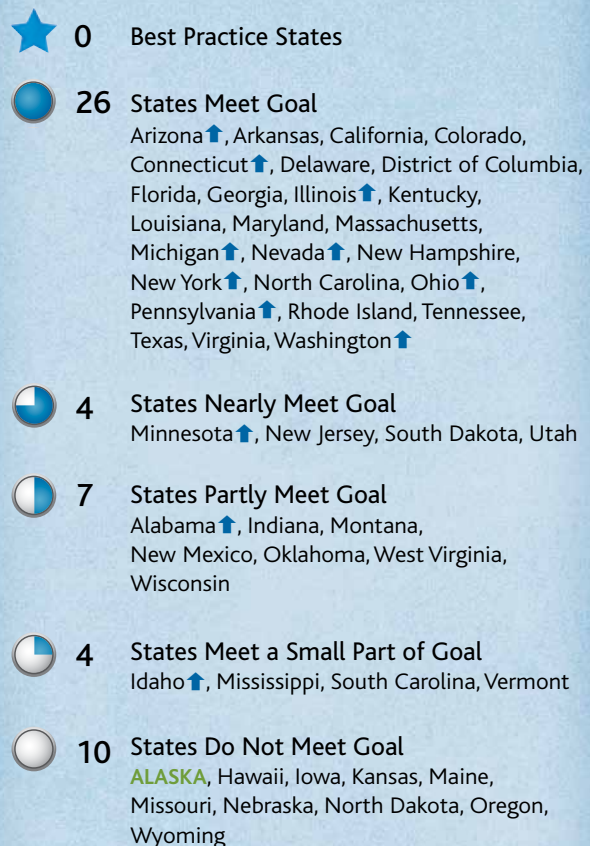 0 Best Practice States
26 States Meet Goal
Arizona⬆, Arkansas, California, Colorado,
Connecticut⬆, Delaware, District of Columbia,
Florida, Georgia, Illinois⬆, Kentucky,
Louisiana, Maryland, Massachusetts,
Michigan⬆, Nevada⬆, New Hampshire,
New York⬆, North Carolina, Ohio⬆,
Pennsylvania⬆, Rhode Island, Tennessee,
Texas, Virginia, Washington⬆
4 States Nearly Meet Goal
Minnesota⬆, New Jersey, South Dakota, Utah
7 States Partly Meet Goal
Alabama⬆, Indiana, Montana,
New Mexico, Oklahoma, West Virginia,
Wisconsin
4 States Meet a Small Part of Goal
Idaho⬆, Mississippi, South Carolina, Vermont
10 States Do Not Meet Goal
ALASKA, Hawaii, Iowa, Kansas, Maine,
Missouri, Nebraska, North Dakota, Oregon,
Wyoming